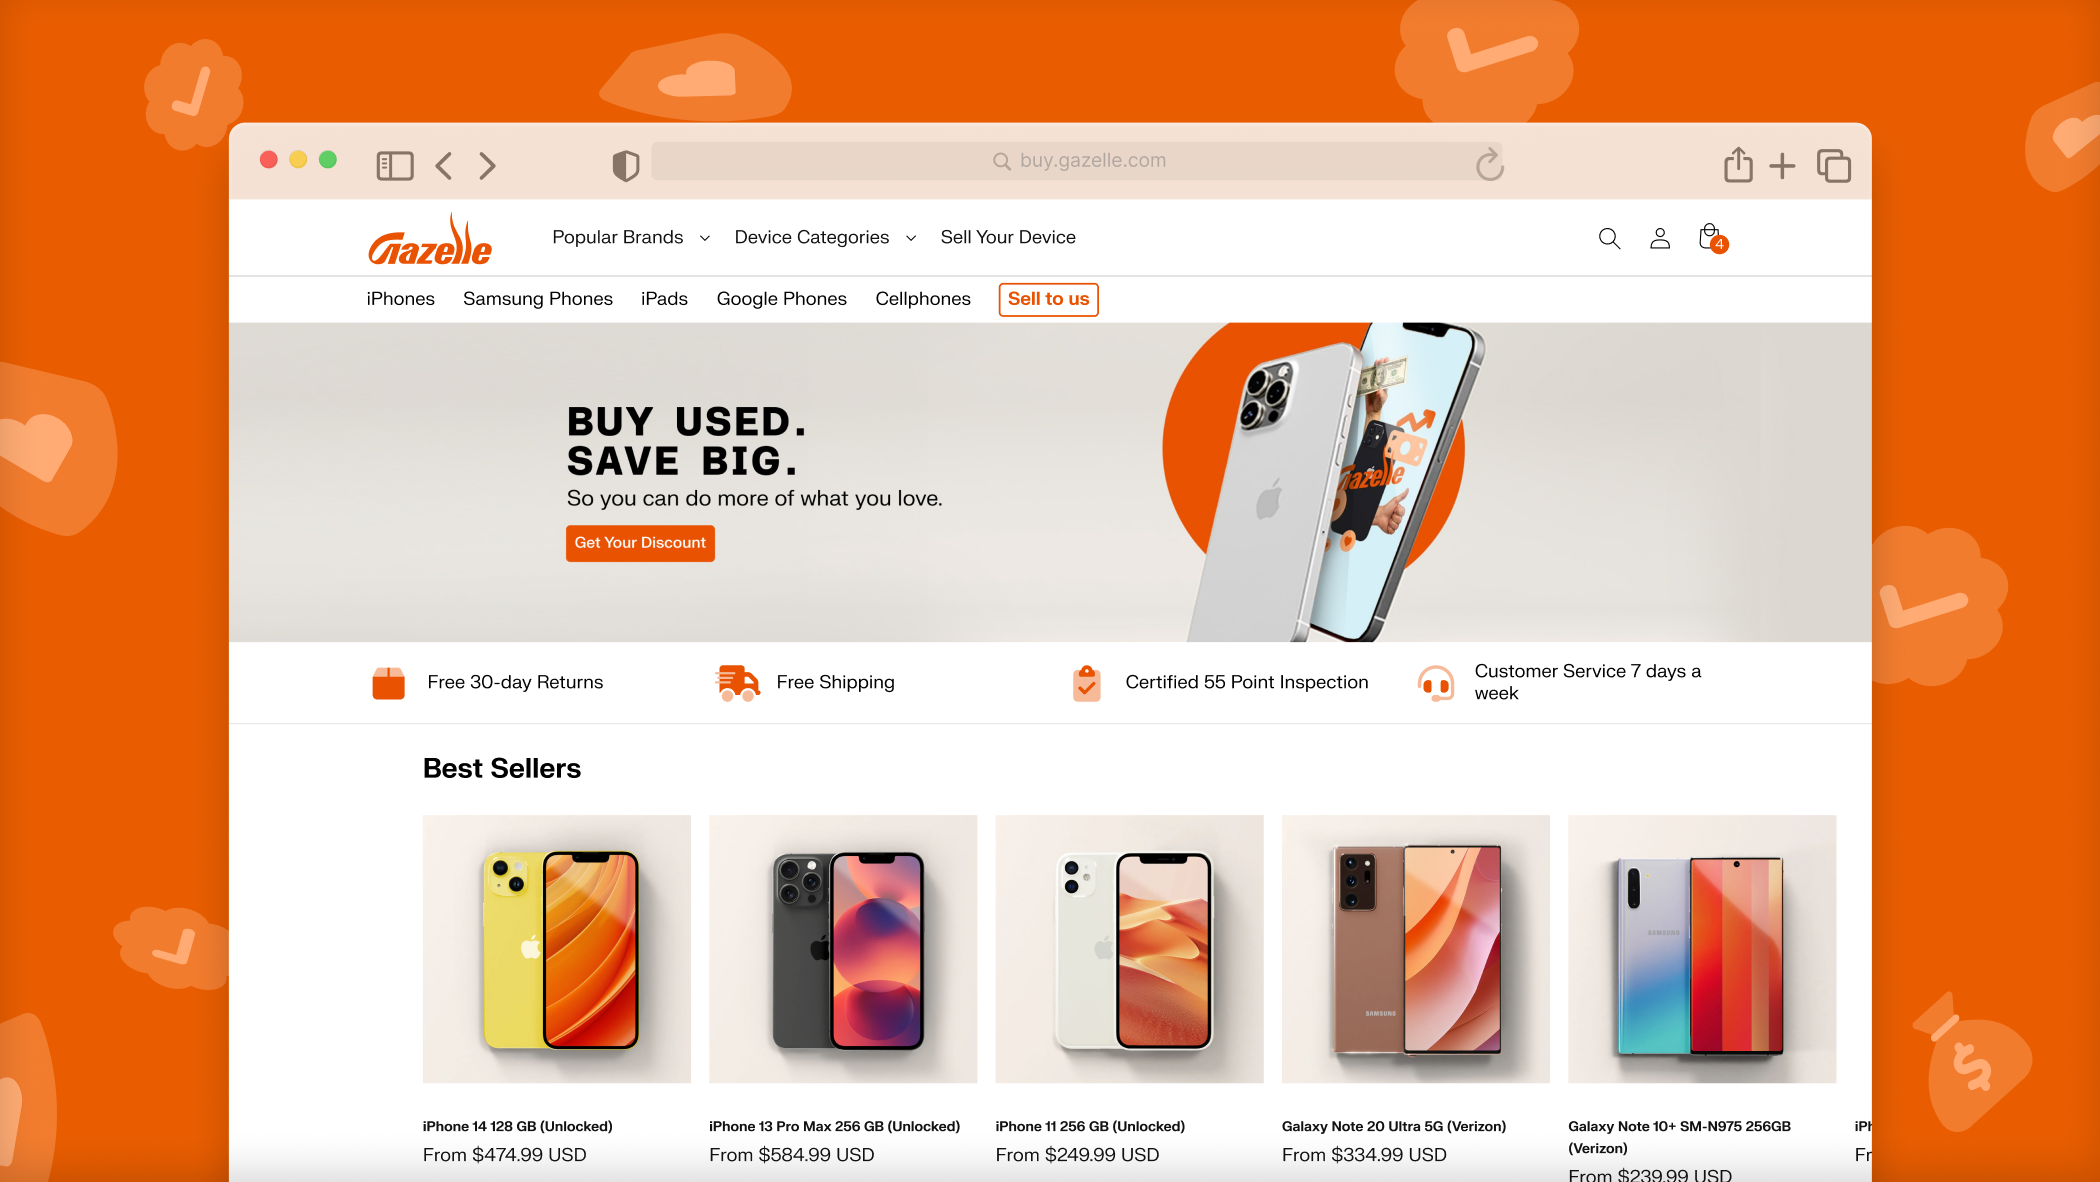 buy.gazelle.com
Gazelle
Popular Brands
Device Categories
Sell Your Device
4
iPhones
Samsung Phones
iPads
Google Phones
Cellphones
Sell to us
BUY USED.
SAVE BIG.
So you can do more of what you love.
Get Your Discount
Gazelle
Free 30-day Returns
Free Shipping
Certified 55 Point Inspection
Customer Service 7 days a
week
Best Sellers
SAMSUNG
SAMSUNG
iPhone 14 128 GB (Unlocked)
From $474.99 USD
iPhone 13 Pro Max 256 GB (Unlocked)
From $584.99 USD
iPhone 11 256 GB (Unlocked)
From $249.99 USD
Galaxy Note 20 Ultra 5G (Verizon)
From $334.99 USD
Galaxy Note 10+ SM-N975 256GB
(Verizon)
From $239.99 USD
iPh
Fr